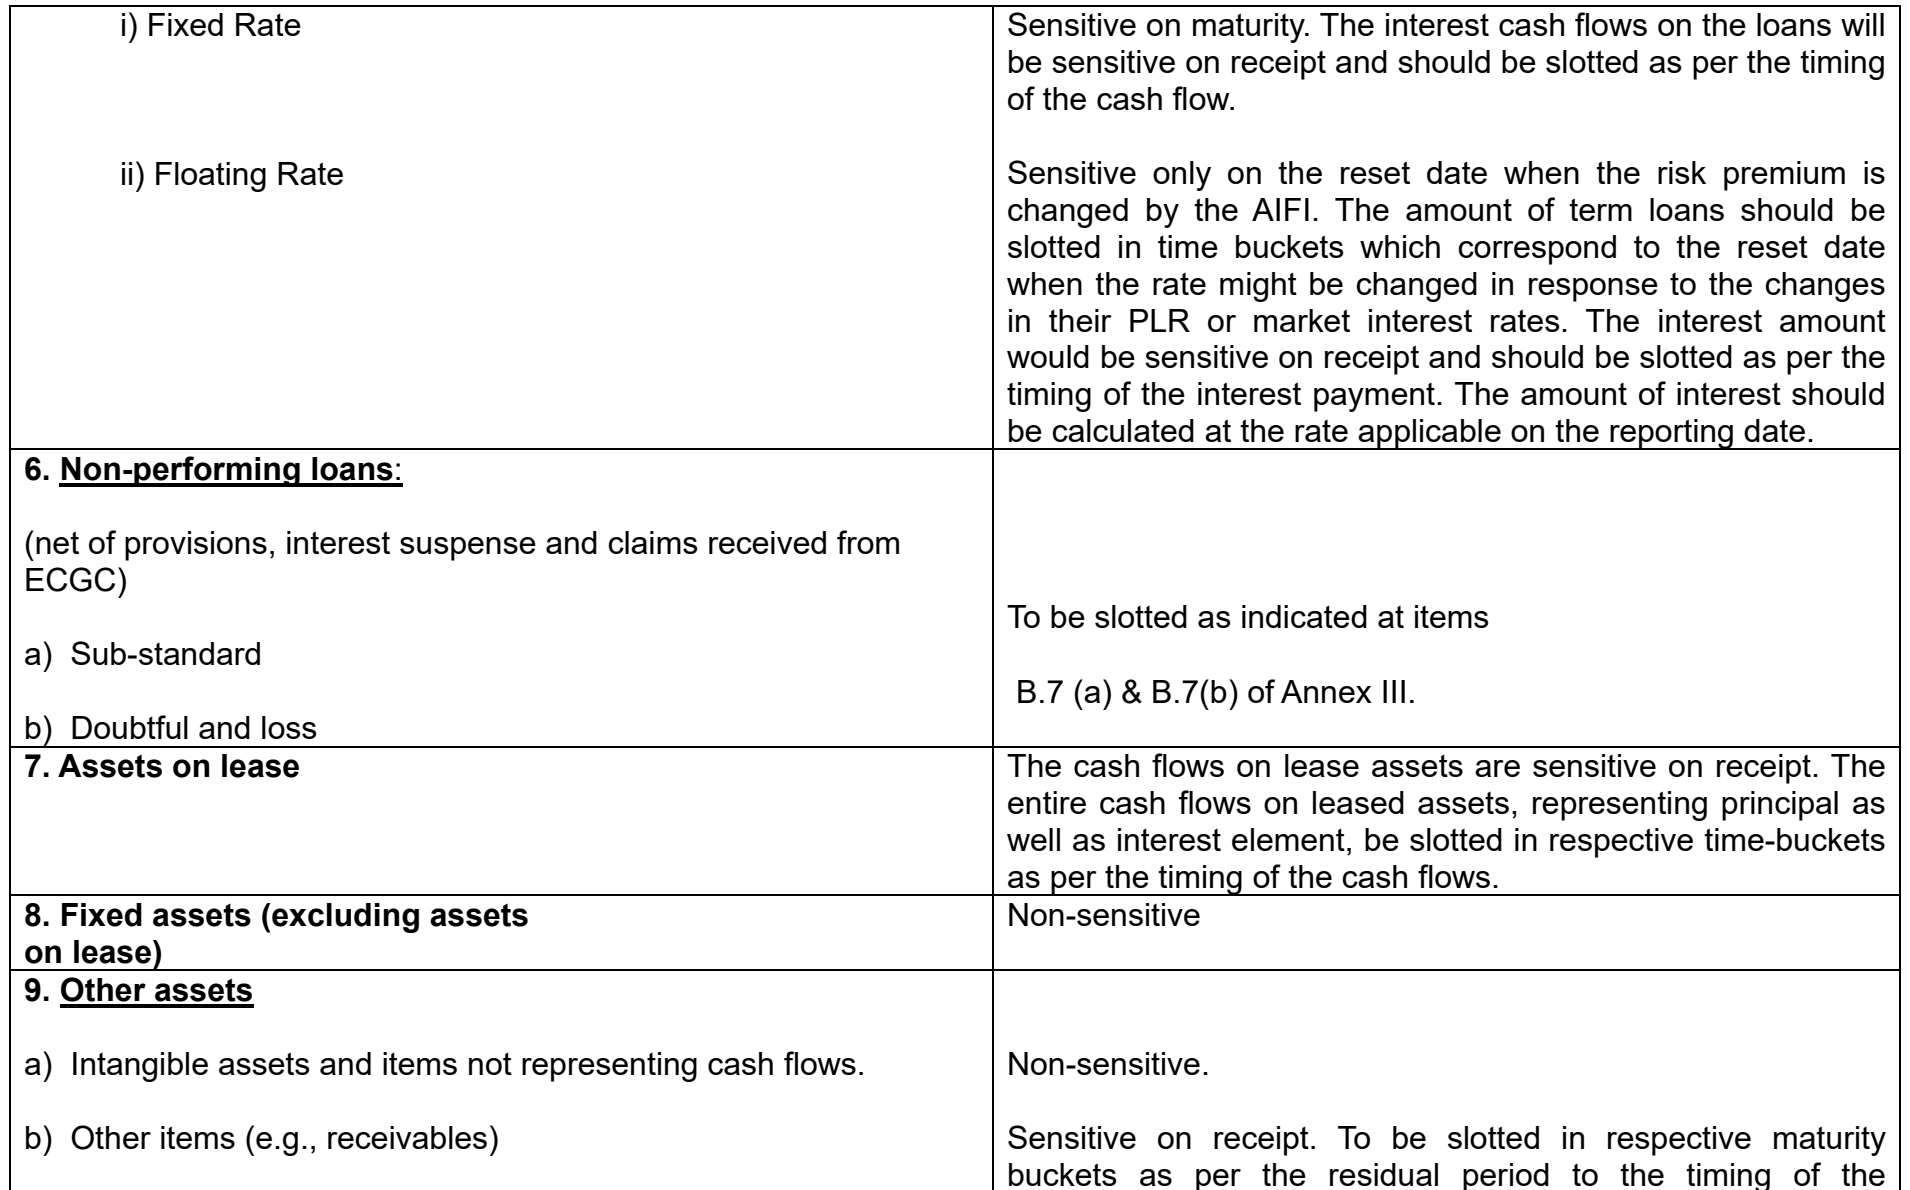 i) Fixed Rate
Sensitive on maturity. The interest cash flows on the loans will
be sensitive on receipt and should be slotted as per the timing
of the cash flow.
ii) Floating Rate
Sensitive only on the reset date when the risk premium is
changed by the AIFI. The amount of term loans should be
slotted in time buckets which correspond to the reset date
when the rate might be changed in response to the changes
in their PLR or market interest rates. The interest amount
would be sensitive on receipt and should be slotted as per the
timing of the interest payment. The amount of interest should
be calculated at the rate applicable on the reporting date.
6. Non-performing loans:
(net of provisions, interest suspense and claims received from
ECGC)
a) Sub-standard
b) Doubtful and loss
To be slotted as indicated at items
B.7 (a) & B.7(b) of Annex III.
7. Assets on lease
The cash flows on lease assets are sensitive on receipt. The
entire cash flows on leased assets, representing principal as
well as interest element, be slotted in respective time-buckets
as per the timing of the cash flows.
8. Fixed assets (excluding assets
on lease)
Non-sensitive
9. Other assets
a) Intangible assets and items not representing cash flows.
Non-sensitive.
b) Other items (e.g., receivables)
Sensitive on receipt. To be slotted in respective maturity
buckets as per the residual period to the timing of the